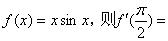 f(x) = x sin x, 则f′(π/2) =